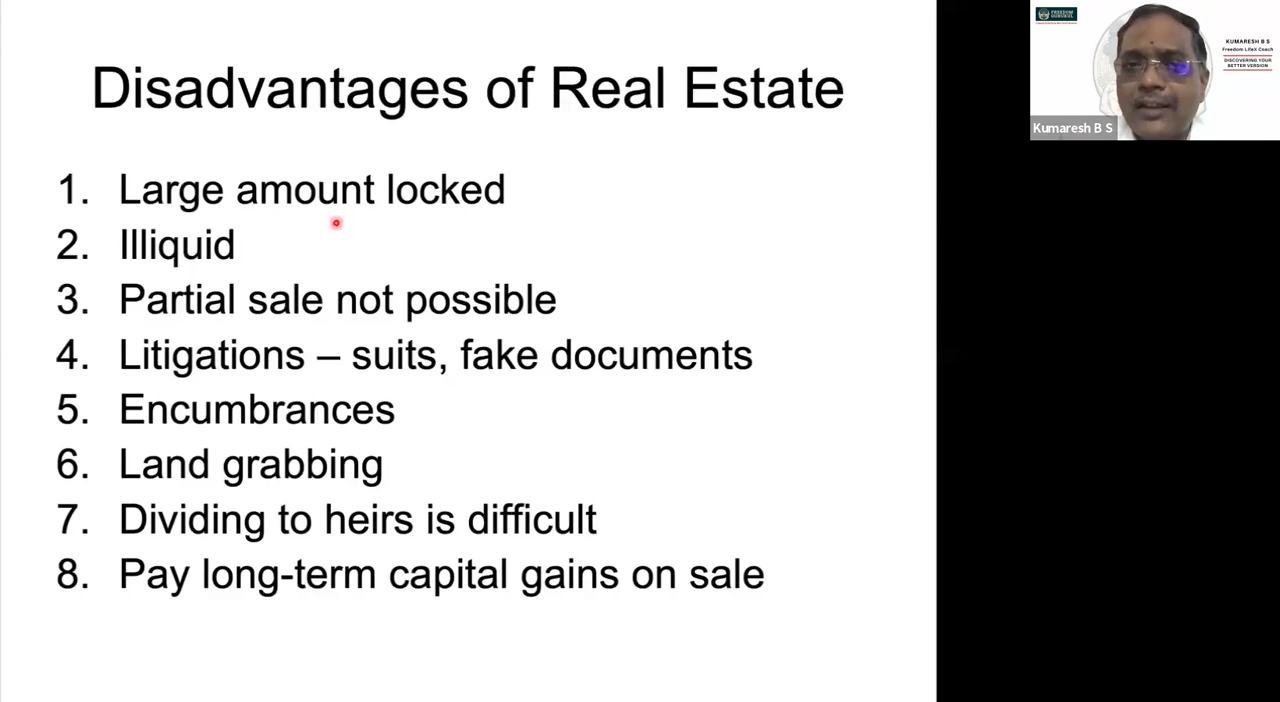 Disadvantages of Real Estate
1. Large amount locked
2. Illiquid
3. Partial sale not possible
4. Litigations – suits, fake documents
5. Encumbrances
6. Land grabbing
7. Dividing to heirs is difficult
8. Pay long-term capital gains on sale
FREEDOM
GURUKUL
KUMARESH B S
Freedom LifeX Coach
DISCOVERING YOUR
BETTER VERSION
Kumaresh B S